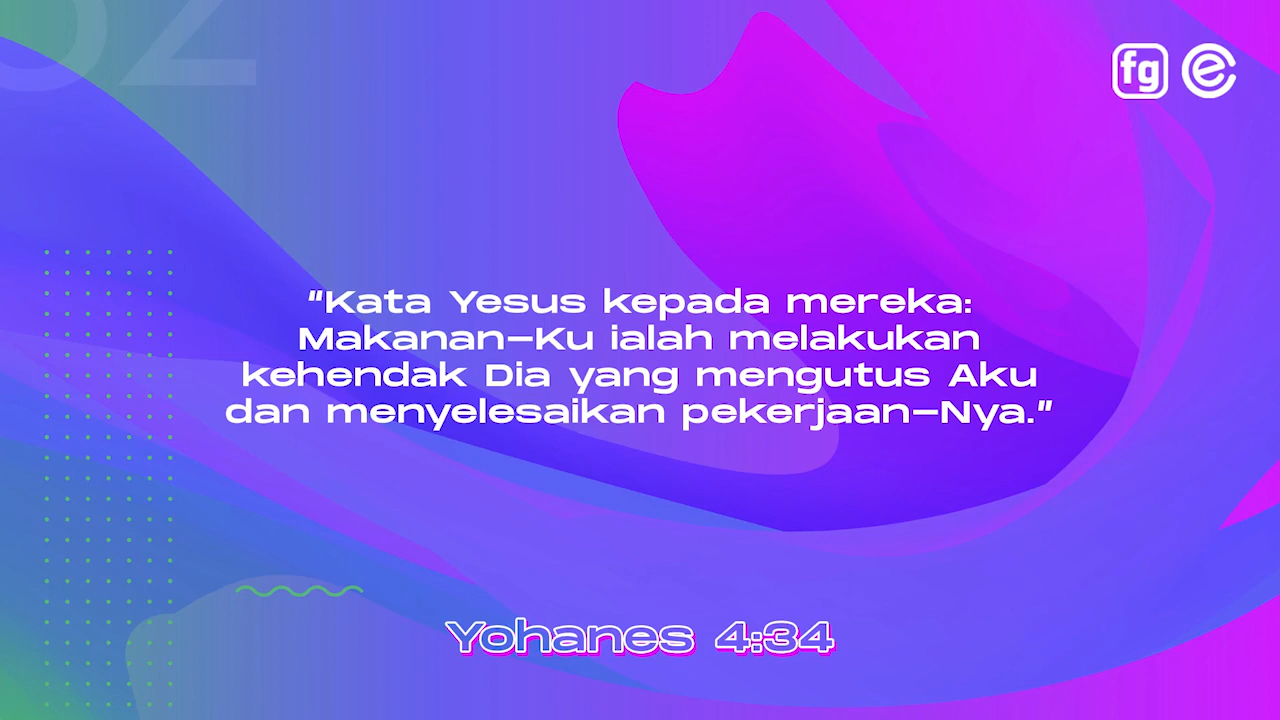 02
fg e
"Kata Yesus kepada mereka:
Makanan-Ku ialah melakukan
kehendak Dia yang mengutus Aku
dan menyelesaikan pekerjaan-Nya."
Yohanes 4:34